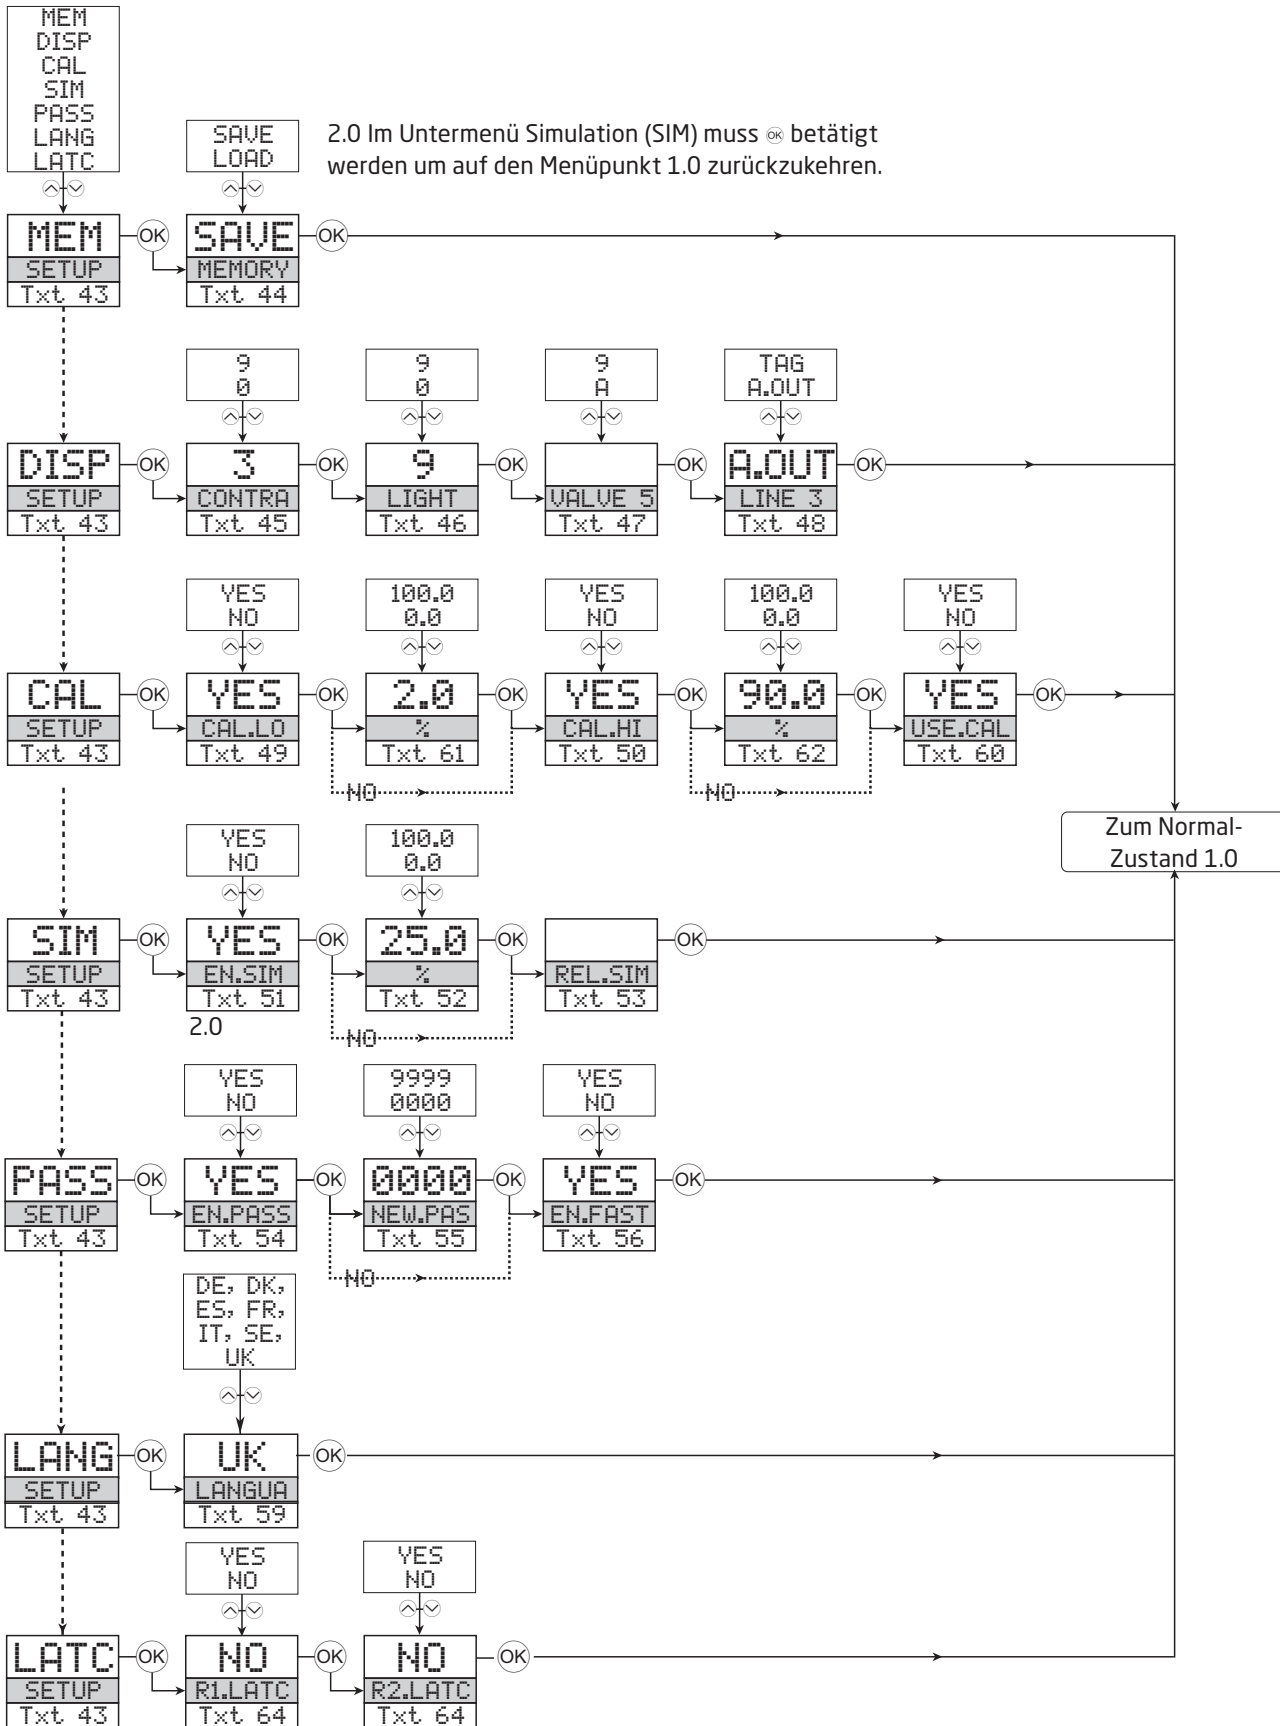 MEM
DISP
CAL
SIM
PASS
LANG
LATC
SAVE
LOAD
2.0 Im Untermenü Simulation (SIM) muss OK betätigt
werden um auf den Menüpunkt 1.0 zurückzukehren.
MEM OK SAVE OK
SETUP MEMORY
Txt 43 Txt 44
9 9 9 TAG
0 0 A A.OUT
DISP OK 3 OK 9 OK OK A.OUT OK
SETUP CONTRA LIGHT VALVE 5 LINE 3
Txt 43 Txt 45 Txt 46 Txt 47 Txt 48
YES 100.0 YES 100.0 YES
NO 0.0 NO 0.0 NO
CAL OK YES OK 2.0 OK YES OK 90.0 OK YES OK
SETUP CAL.LO % CAL.HI % USE.CAL
Txt 43 Txt 49 Txt 61 Txt 50 Txt 62 Txt 60
NO NO
Zum Normal-
Zustand 1.0
YES 100.0
NO 0.0
SIM OK YES OK 25.0 OK OK
SETUP EN.SIM % REL.SIM
Txt 43 Txt 51 Txt 52 Txt 53
2.0
NO
YES 9999 YES
NO 0000 NO
PASS OK YES OK 0000 OK YES OK
SETUP EN.PASS NEW.PAS EN.FAST
Txt 43 Txt 54 Txt 55 Txt 56
NO
DE, DK,
ES, FR,
IT, SE,
UK
LANG OK UK OK
SETUP LANGUA
Txt 43 Txt 59
YES YES
NO NO
LATC OK NO OK NO OK
SETUP R1.LATC R2.LATC
Txt 43 Txt 64 Txt 64